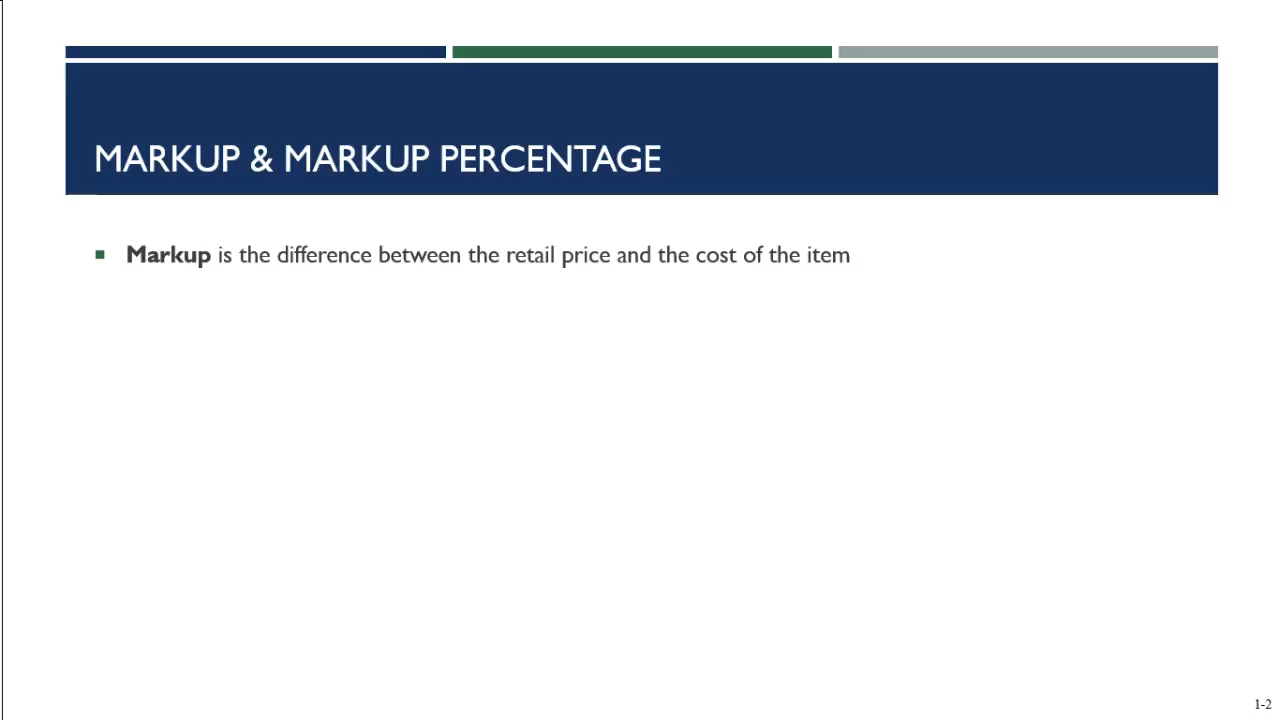 MARKUP & MARKUP PERCENTAGE
Markup is the difference between the retail price and the cost of the item
1-2